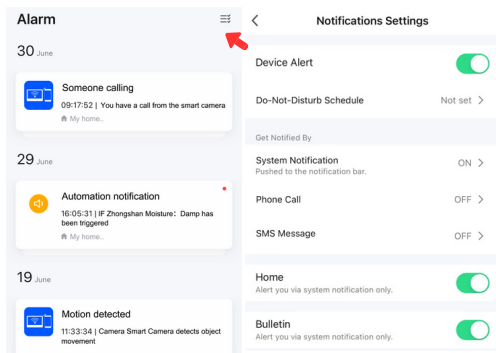 Alarm
30 June
Someone calling
09:17:52 | You have a call from the smart camera
My home..
29 June
Automation notification
16:05:31 | IF Zhongshan Moisture: Damp has
been triggered
My home..
19 June
Motion detected
11:33:34 | Camera Smart Camera detects object
movement
Notifications Settings
Device Alert
Do-Not-Disturb Schedule Not set
Get Notified By
System Notification ON
Pushed to the notification bar.
Phone Call OFF
SMS Message OFF
Home
Alert you via system notification only.
Bulletin
Alert you via system notification only.